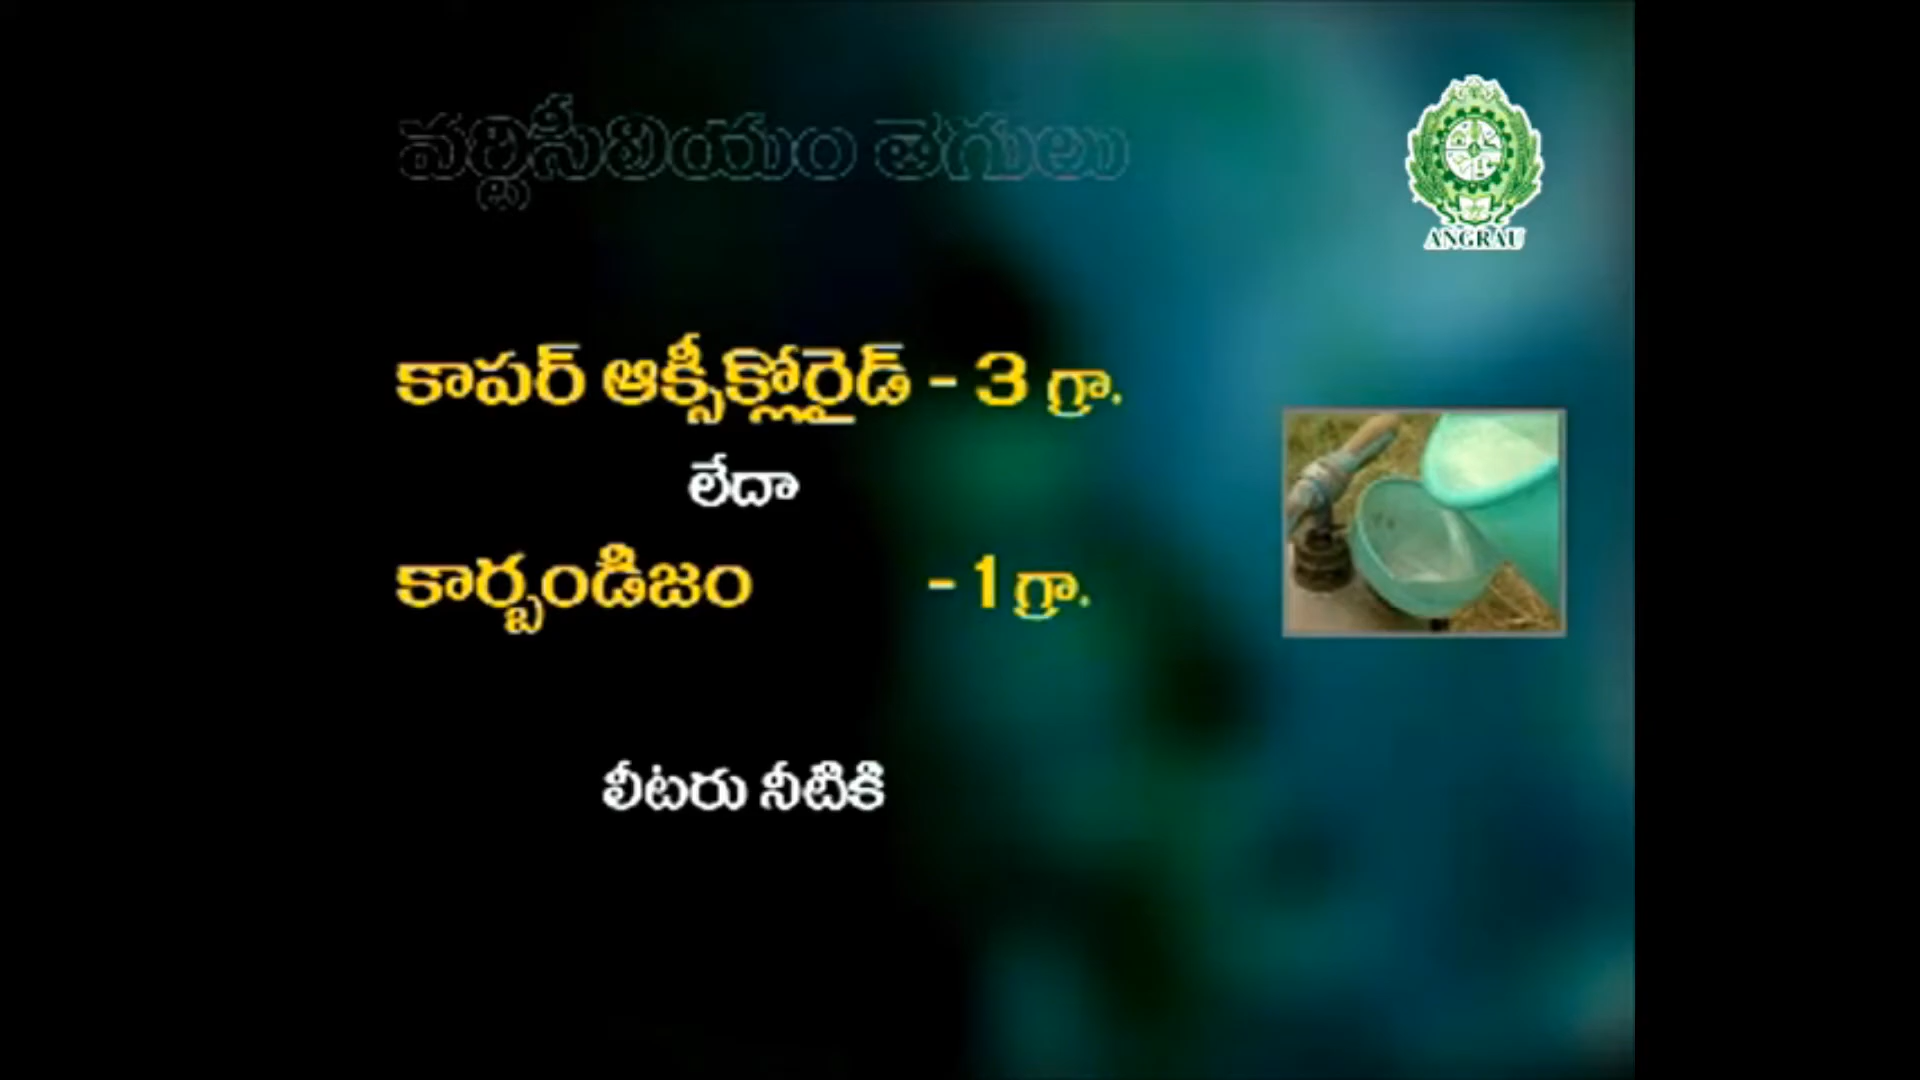 వర్టిసీలియం తెగులు
ANGRAU
కాపర్ ఆక్సీక్లోరైడ్ - 3 గ్రా.
లేదా
కార్బండిజం - 1 గ్రా.
లీటరు నీటికి